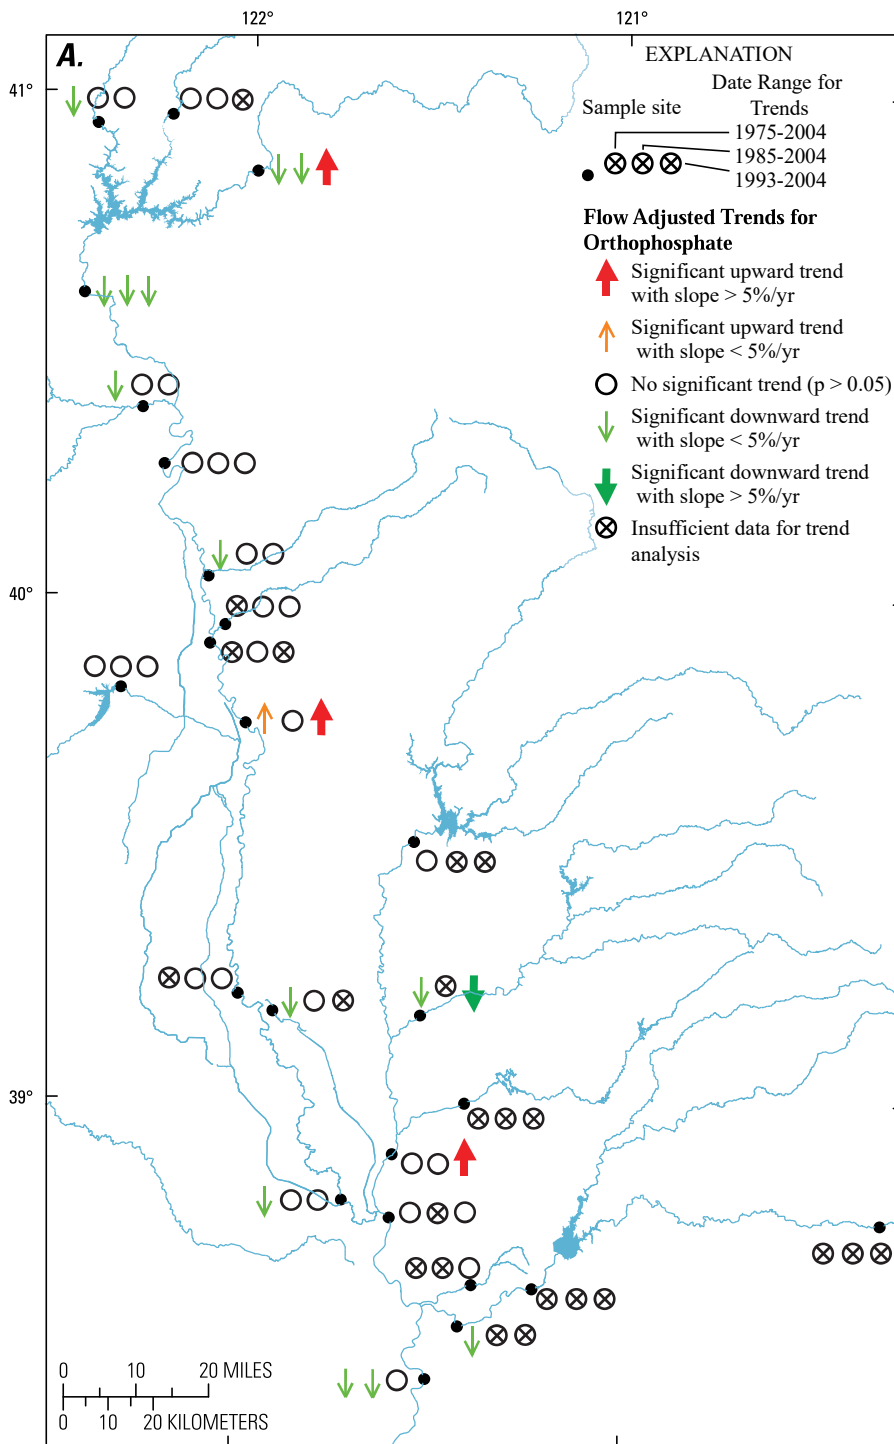 122°
121°
A.
41°
40°
39°
EXPLANATION
Date Range for
Trends
Sample site
1975-2004
1985-2004
1993-2004
Flow Adjusted Trends for
Orthophosphate
Significant upward trend
with slope > 5%/yr
Significant upward trend
with slope < 5%/yr
No significant trend (p > 0.05)
Significant downward trend
with slope < 5%/yr
Significant downward trend
with slope > 5%/yr
Insufficient data for trend
analysis
0 10 20 MILES
0 10 20 KILOMETERS